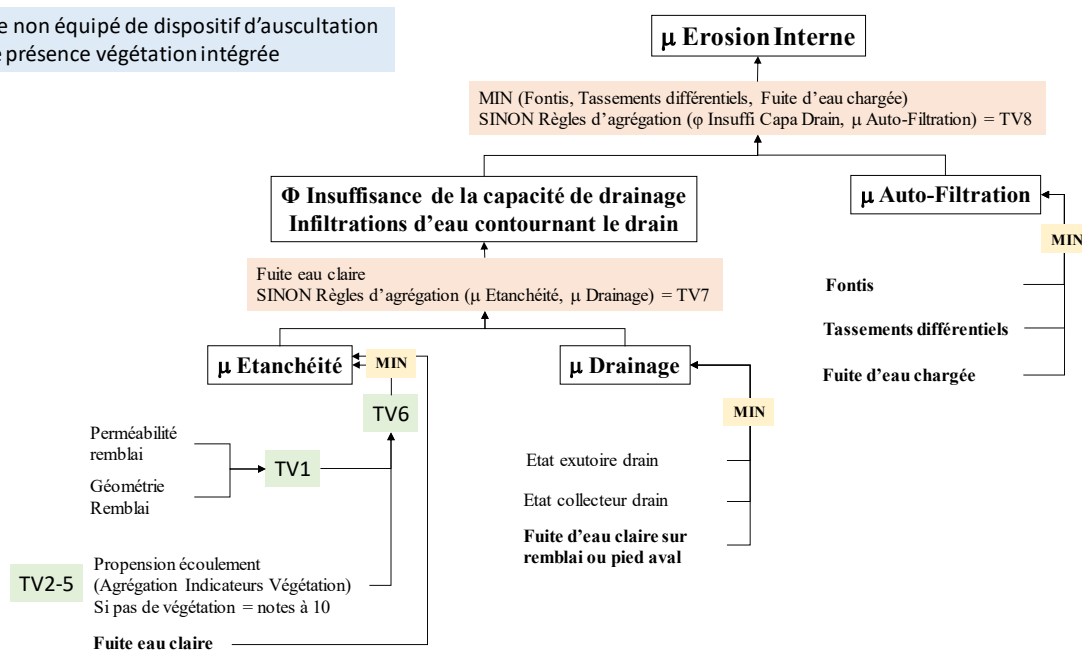 e non équipé de dispositif d'auscultation
présence végétation intégrée
μ Erosion Interne
MIN (Fontis, Tassements différentiels, Fuite d'eau chargée)
SINON Règles d'agrégation (φ Insuffi Capa Drain, μ Auto-Filtration) = TV8
Φ Insuffisance de la capacité de drainage
Infiltrations d'eau contournant le drain
μ Auto-Filtration
MIN
Fuite eau claire
SINON Règles d'agrégation (μ Etanchéité, μ Drainage) = TV7
Fontis
Tassements différentiels
Fuite d'eau chargée
μ Etanchéité
MIN
μ Drainage
MIN
TV6
Perméabilité
remblai
TV1
Géométrie
Remblai
Etat exutoire drain
Etat collecteur drain
Fuite d'eau claire sur
remblai ou pied aval
TV2-5
Propension écoulement
(Agrégation Indicateurs Végétation)
Si pas de végétation = notes à 10
Fuite eau claire